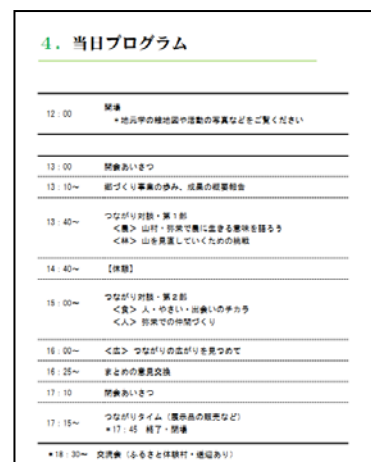 4．当日プログラム
12：00 開場
＊地元学の絵地図や活動の写真などをご覧ください
13：00 開会あいさつ
13：10～ 郷づくり事業の歩み、成果の概要報告
13：40～ つながり対談・第1部
＜農＞ 山村・弥栄で農に生きる意味を語ろう
＜林＞ 山を見直していくための挑戦
14：40～ 【休憩】
15：00～ つながり対談・第2部
＜食＞ 人・やさい・出会いのチカラ
＜人＞ 弥栄での仲間づくり
16：00～ ＜広＞ つながりの広がりを見つめて
16：25～ まとめの意見交換
17：10 閉会あいさつ
17：15～ つながりタイム（展示品の販売など）
＊17：45 終了・閉場
＊18：30～ 交流会（ふるさと体験村・送迎あり）